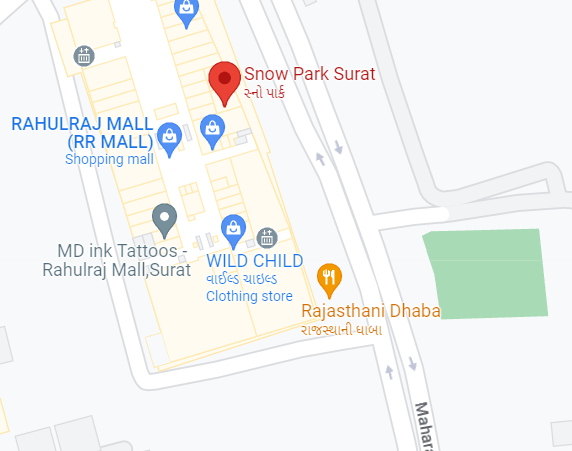 Snow Park Surat
સ્નો પાર્ક
RAHULRAJ MALL
(RR MALL)
Shopping mall
MD ink Tattoos -
Rahulraj Mall,Surat
WILD CHILD
વાઈલ્ડ ચાઇલ્ડ
Clothing store
Rajasthani Dhaba
રાજસ્થાની ધાબા